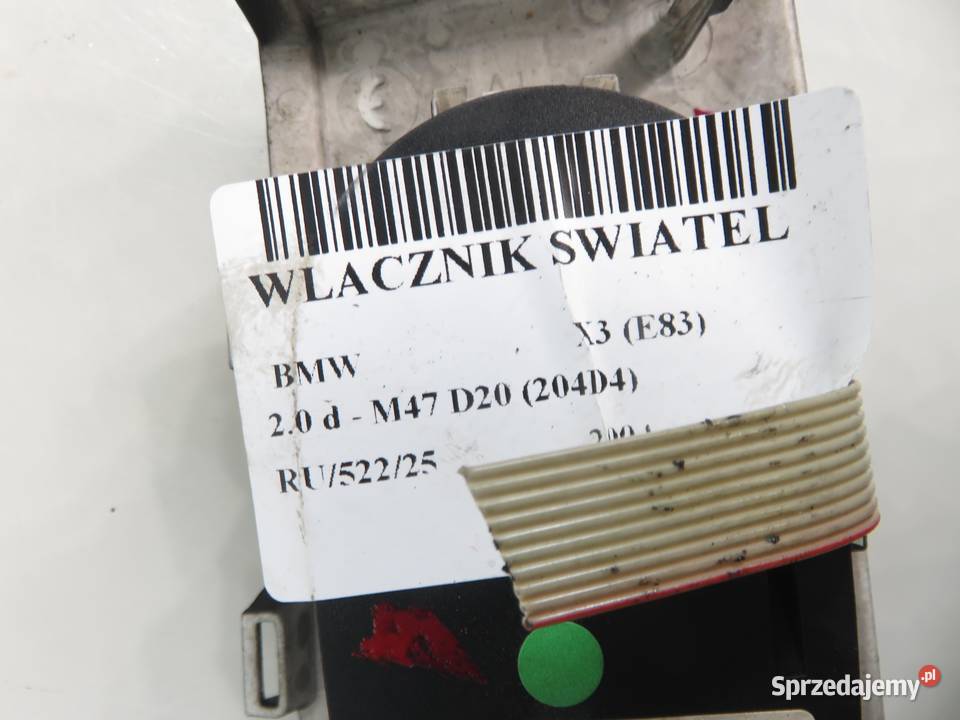 WLACZNIK SWIATEL
BMW X3 (E83)
2.0 d - M47 D20 (204D4)
RU/522/25
Sprzedajemy.pl